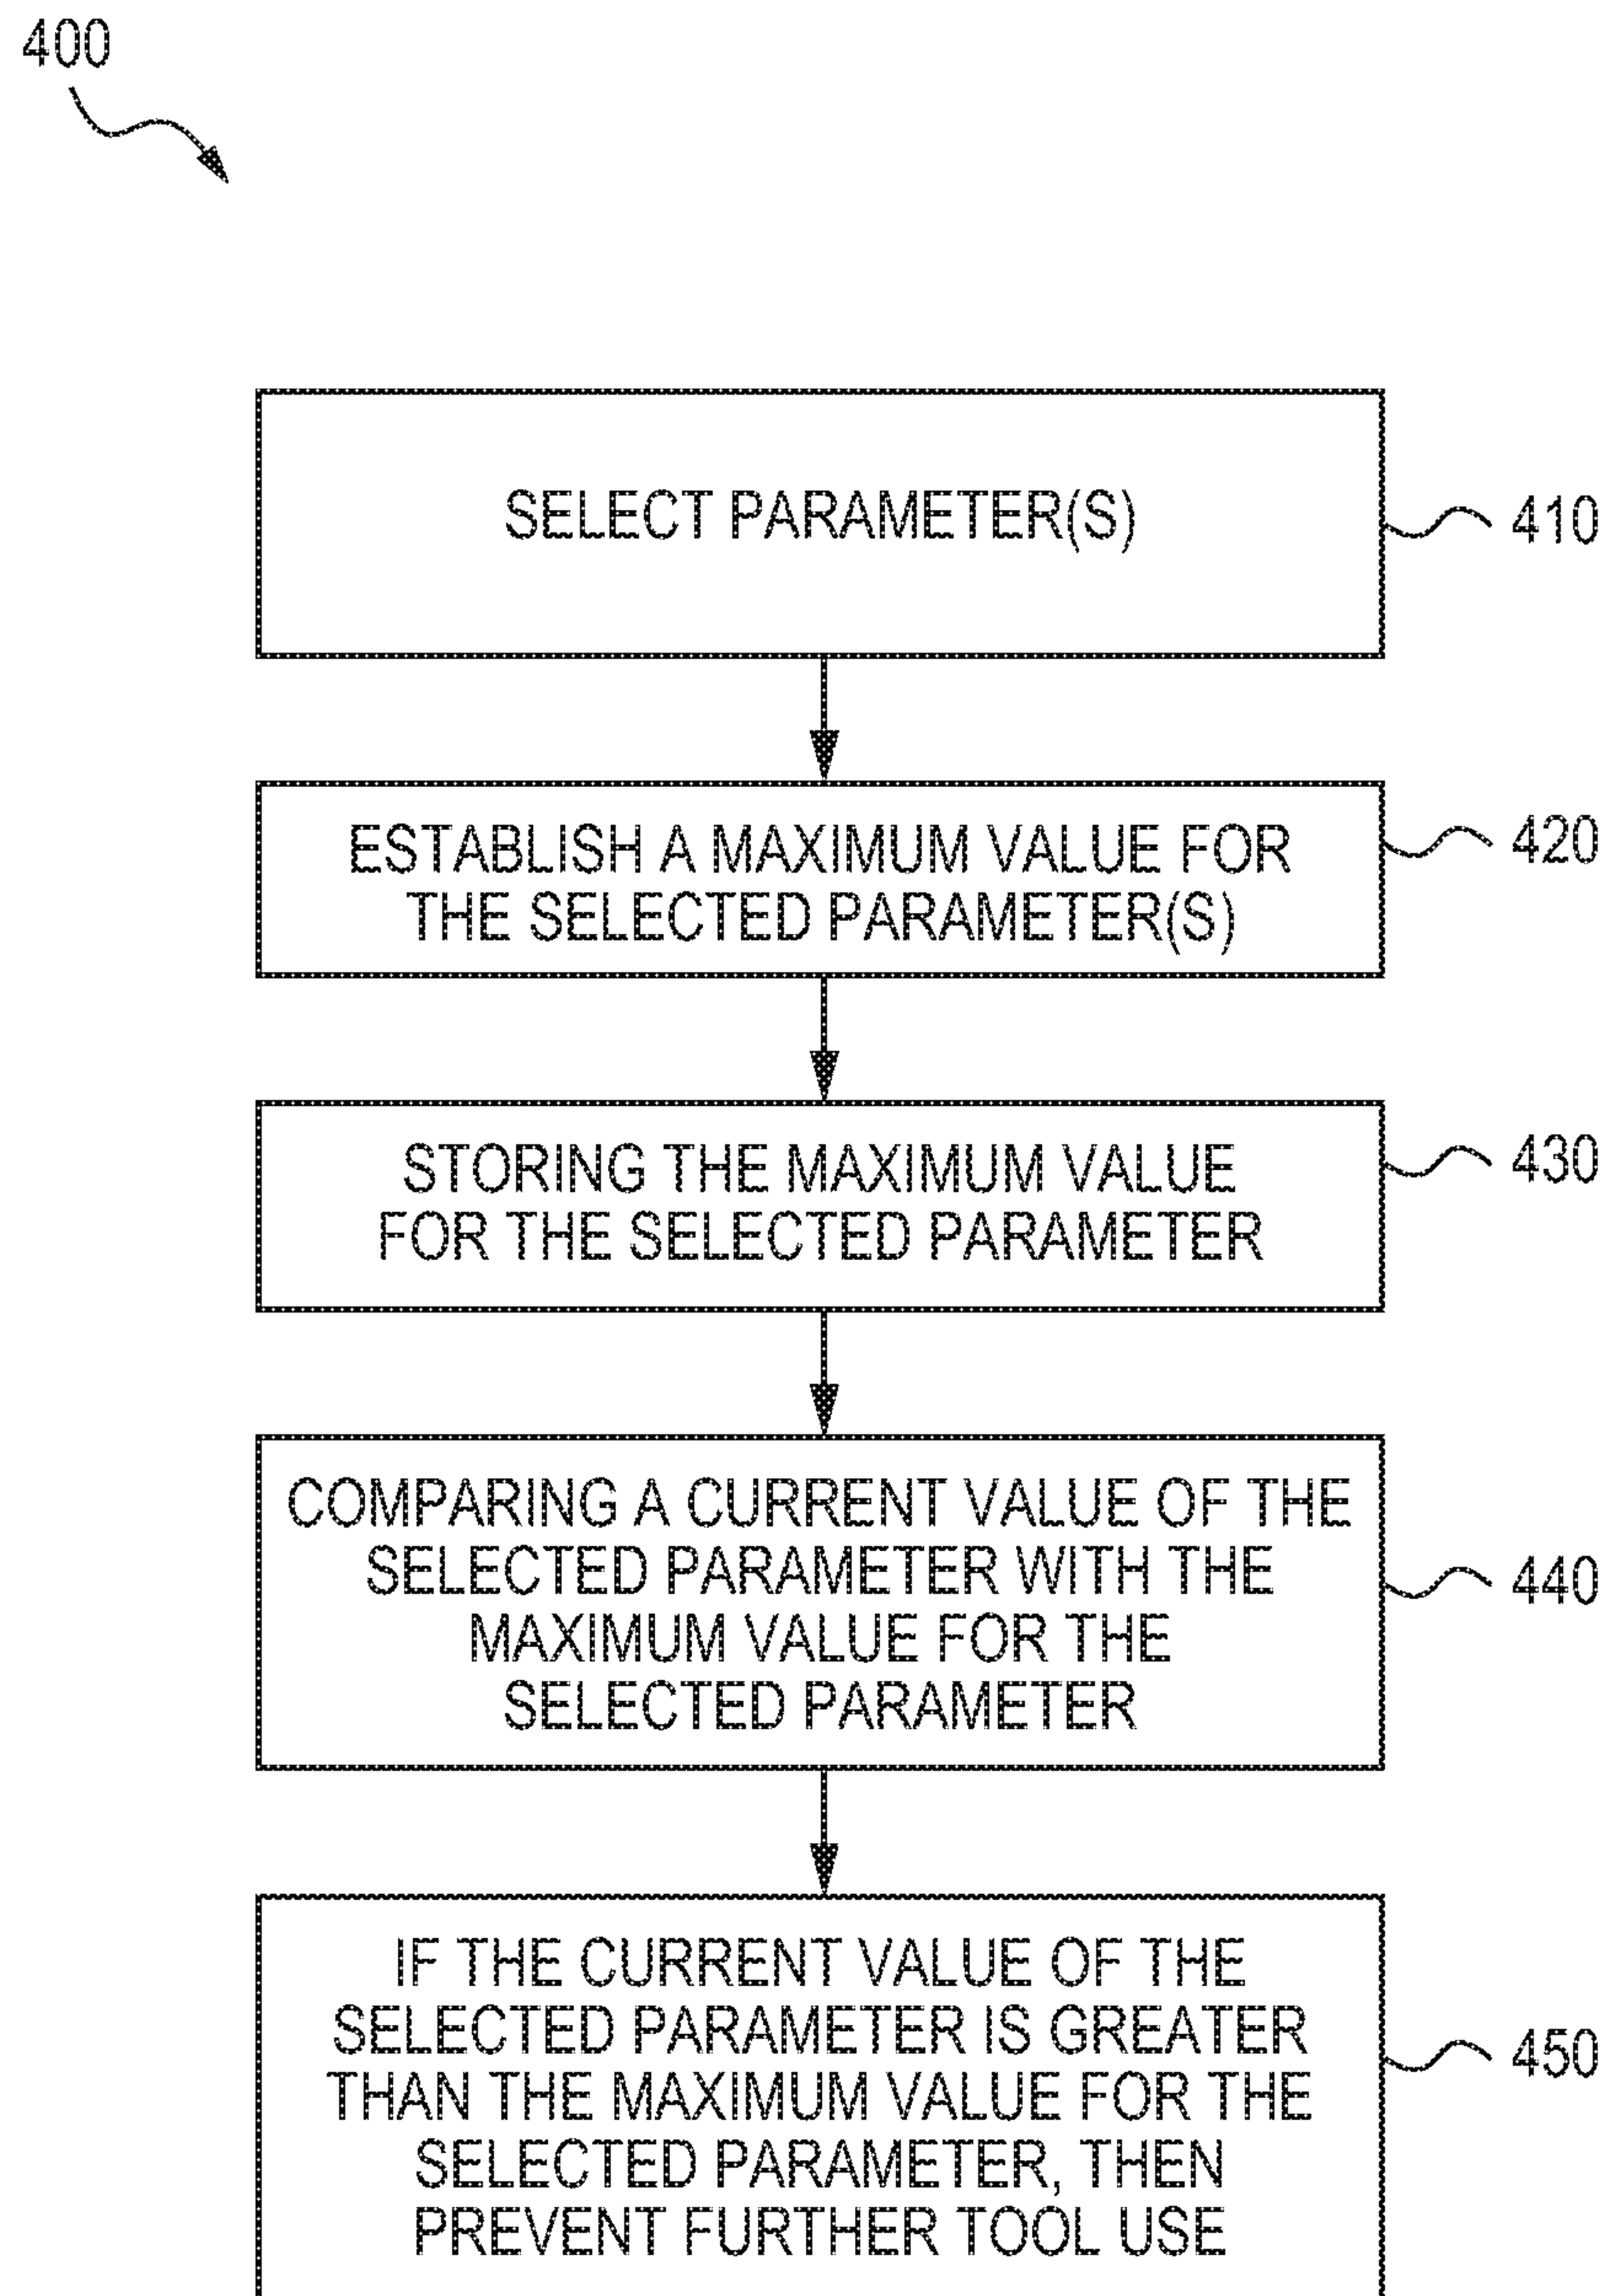 400
SELECT PARAMETER(S)
410
ESTABLISH A MAXIMUM VALUE FOR
THE SELECTED PARAMETER(S)
420
STORING THE MAXIMUM VALUE
FOR THE SELECTED PARAMETER
430
COMPARING A CURRENT VALUE OF THE
SELECTED PARAMETER WITH THE
MAXIMUM VALUE FOR THE
SELECTED PARAMETER
440
IF THE CURRENT VALUE OF THE
SELECTED PARAMETER IS GREATER
THAN THE MAXIMUM VALUE FOR THE
SELECTED PARAMETER, THEN
PREVENT FURTHER TOOL USE
450